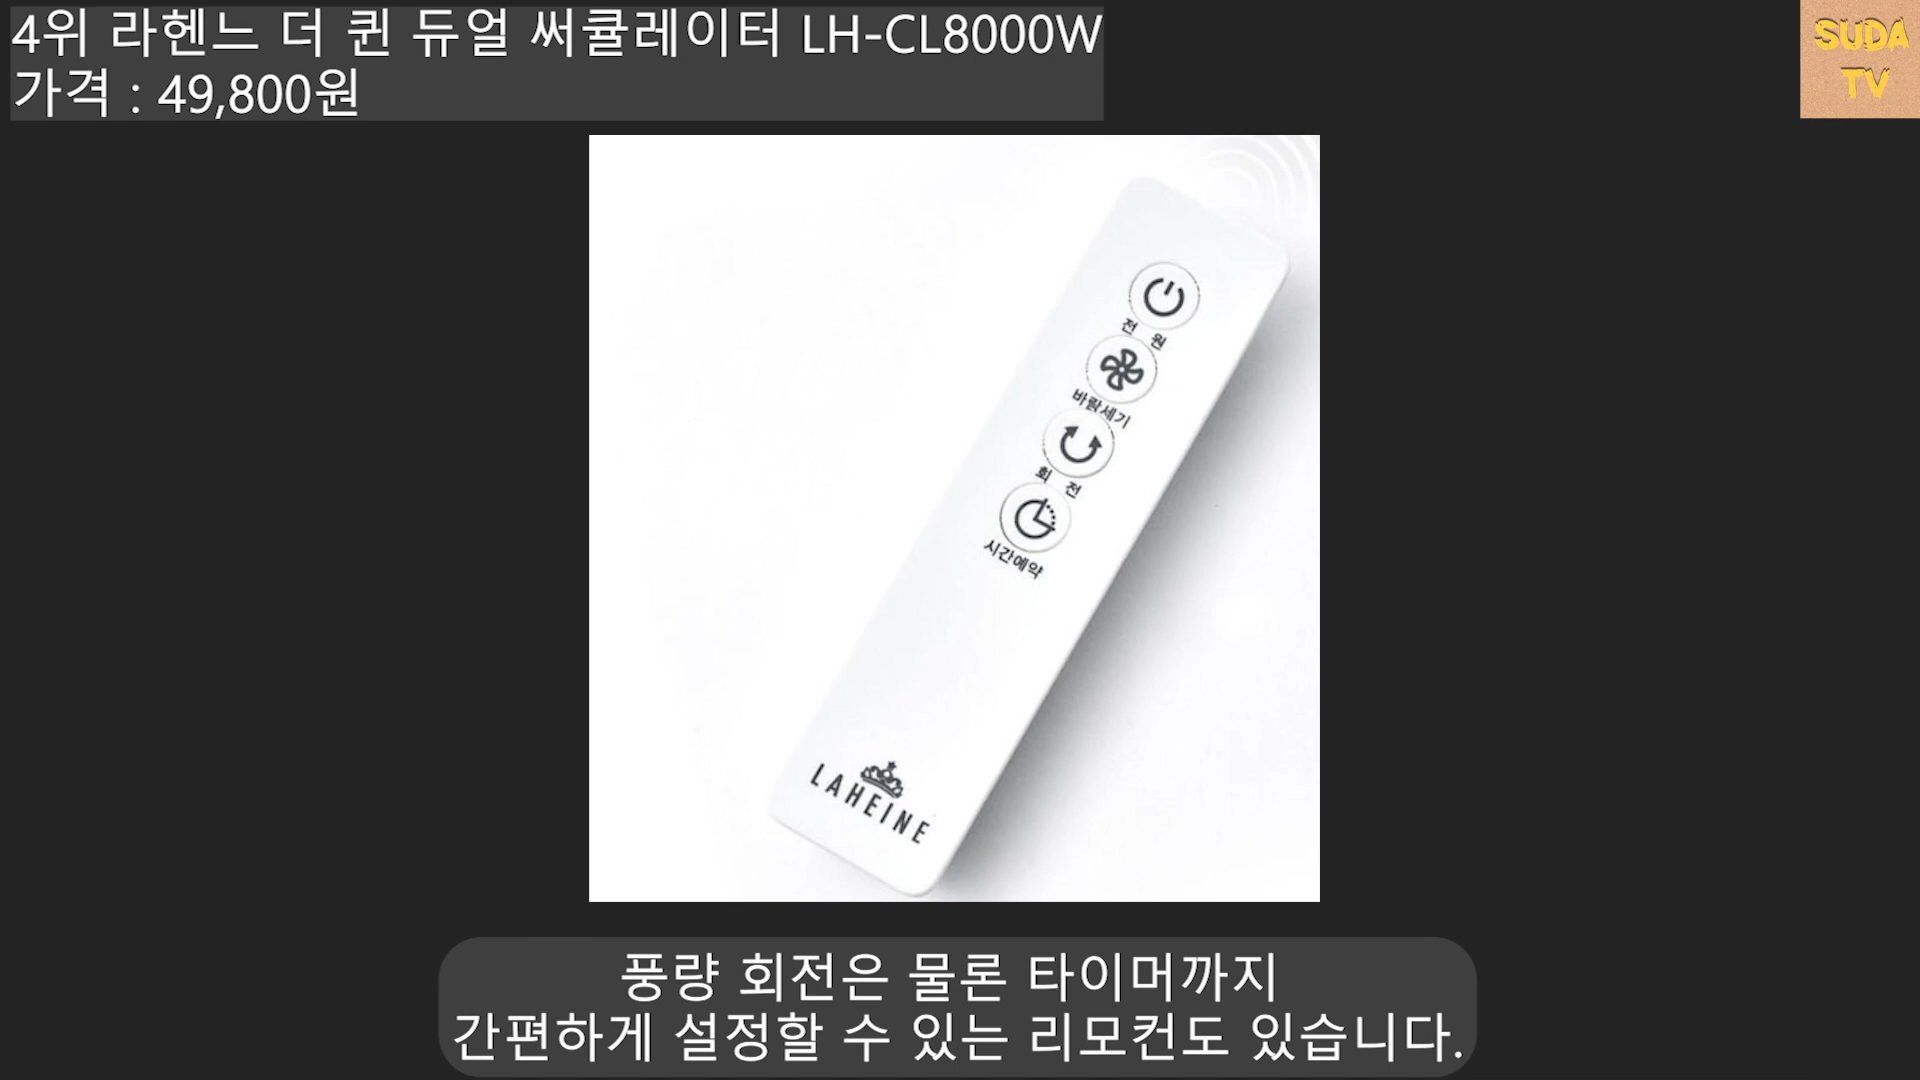 4위 라헨느 더 퀸 듀얼 써큘레이터 LH-CL8000W
가격 : 49,800원
SUDA
TV
전 원
바람세기
회 전
시간예약
LAHEINE
풍량 회전은 물론 타이머까지
간편하게 설정할 수 있는 리모컨도 있습니다.